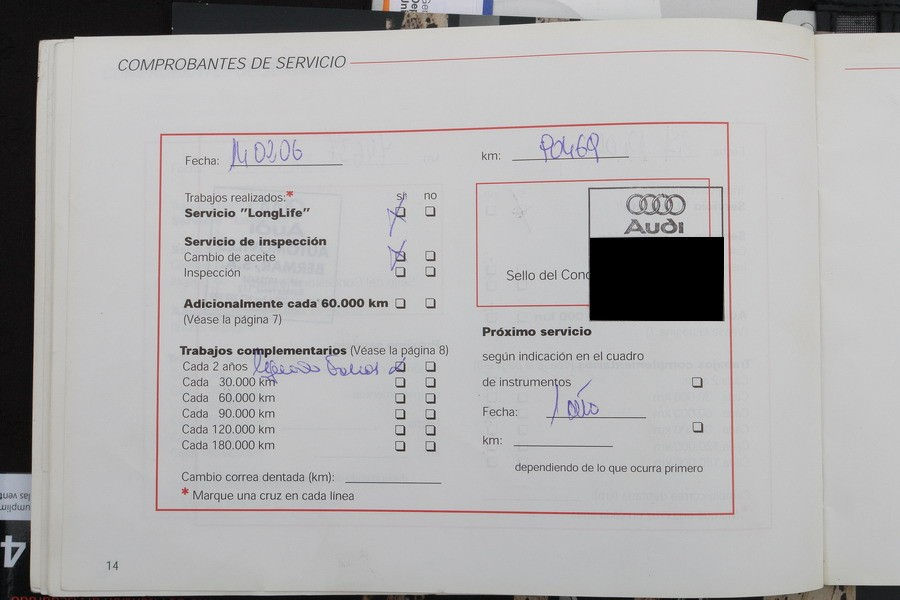 COMPROBANTES DE SERVICIO
Fecha: 140206
km: 90469
Trabajos realizados:* sí no
Servicio "LongLife"
Servicio de inspección
Cambio de aceite
Inspección
Adicionalmente cada 60.000 km
(Véase la página 7)
Trabajos complementarios (Véase la página 8)
Cada 2 años
Cada 30.000 km
Cada 60.000 km
Cada 90.000 km
Cada 120.000 km
Cada 180.000 km
Cambio correa dentada (km):
* Marque una cruz en cada línea
Audi
Sello del Conc
Próximo servicio
según indicación en el cuadro
de instrumentos
Fecha: 1 año
km:
dependiendo de lo que ocurra primero
14
4